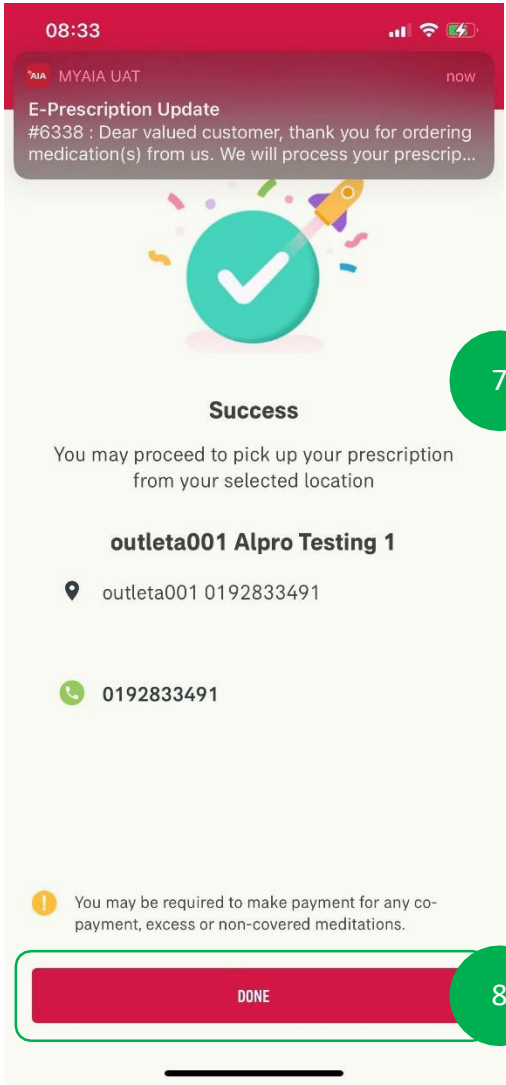 08:33
AIA MYAIA UAT now
E-Prescription Update
#6338 : Dear valued customer, thank you for ordering
medication(s) from us. We will process your prescrip...
7
Success
You may proceed to pick up your prescription
from your selected location
outleta001 Alpro Testing 1
outleta001 0192833491
0192833491
! You may be required to make payment for any co-
payment, excess or non-covered meditations.
DONE
8